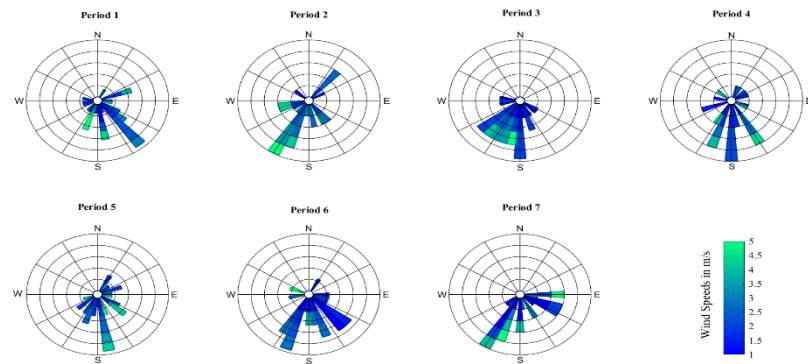 Period 1
Period 2
Period 3
Period 4
N
N
N
N
W
E
W
E
W
E
W
E
S
S
S
S
Period 5
Period 6
Period 7
N
N
N
W
E
W
E
W
E
S
S
S
Wind Speeds in m/s
5
4.5
4
3.5
3
2.5
2
1.5
1